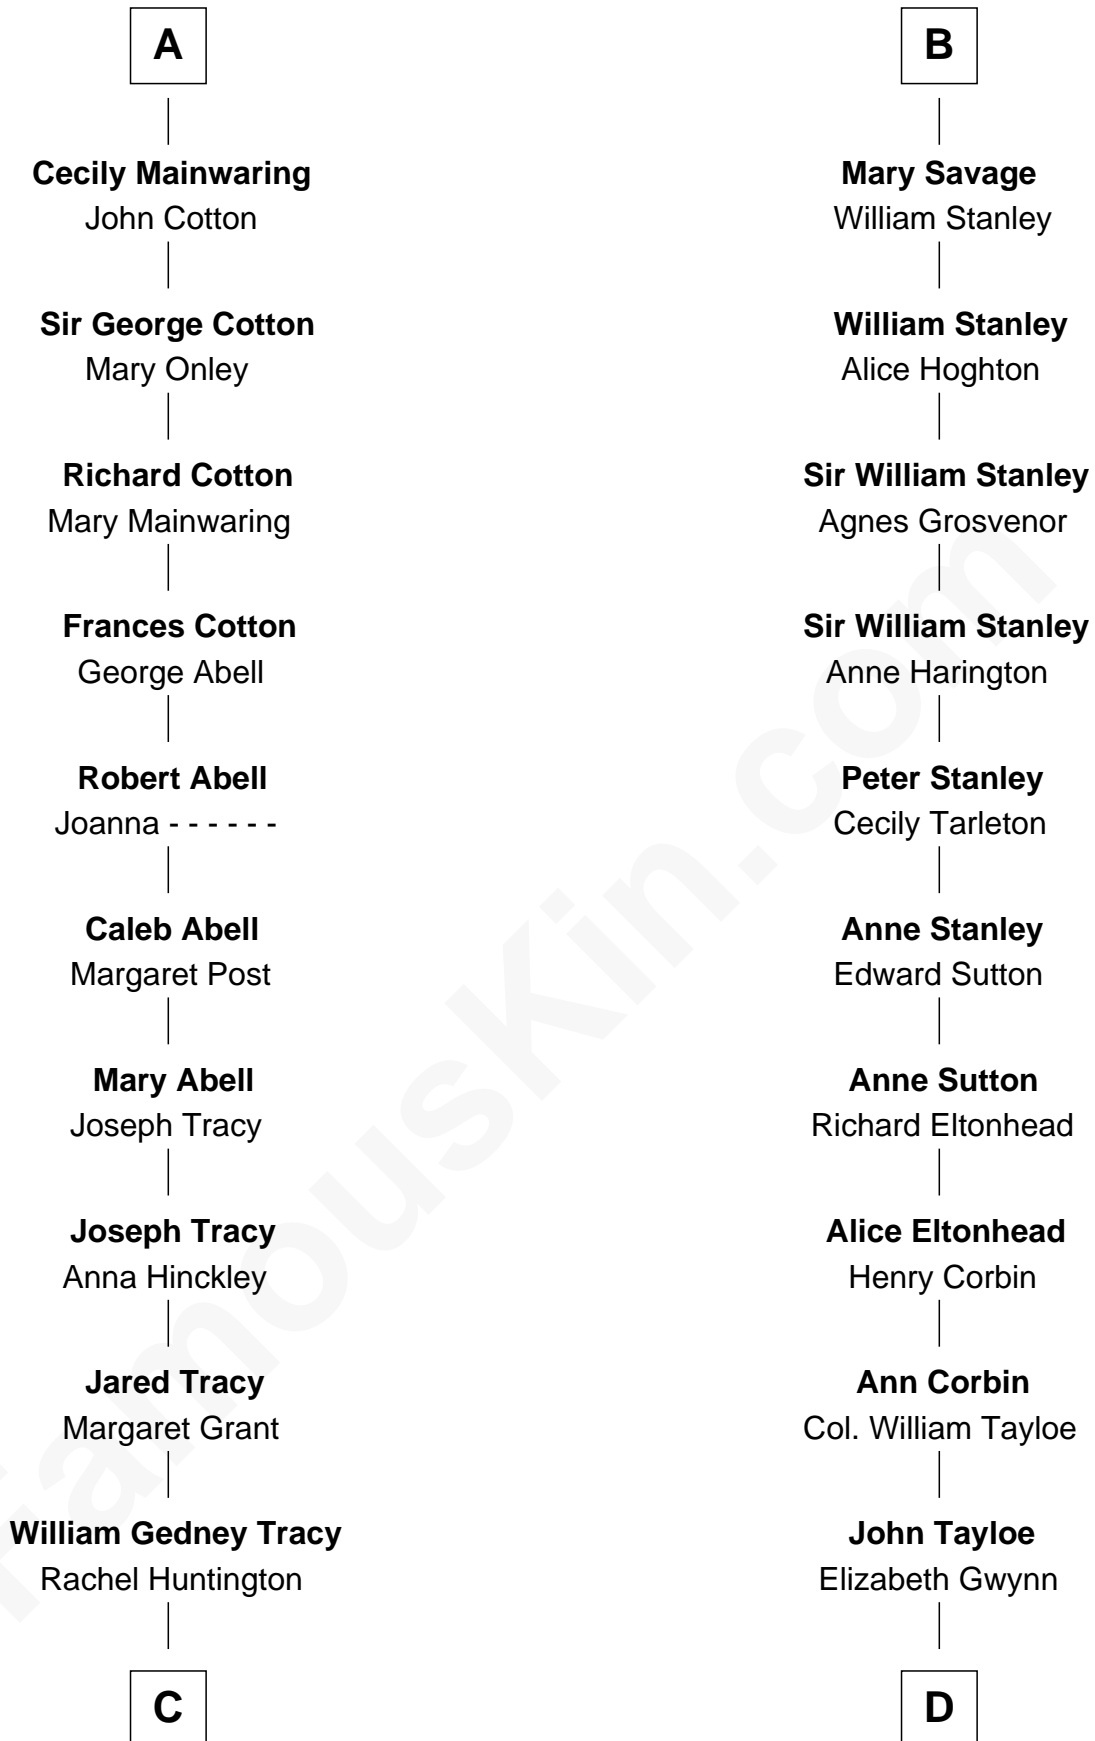 A
Cecily Mainwaring
John Cotton
Sir George Cotton
Mary Onley
Richard Cotton
Mary Mainwaring
Frances Cotton
George Abell
Robert Abell
Joanna - - - - - -
Caleb Abell
Margaret Post
Mary Abell
Joseph Tracy
Joseph Tracy
Anna Hinckley
Jared Tracy
Margaret Grant
William Gedney Tracy
Rachel Huntington
C
B
Mary Savage
William Stanley
William Stanley
Alice Hoghton
Sir William Stanley
Agnes Grosvenor
Sir William Stanley
Anne Harington
Peter Stanley
Cecily Tarleton
Anne Stanley
Edward Sutton
Anne Sutton
Richard Eltonhead
Alice Eltonhead
Henry Corbin
Ann Corbin
Col. William Tayloe
John Tayloe
Elizabeth Gwynn
D
FamousKin.com